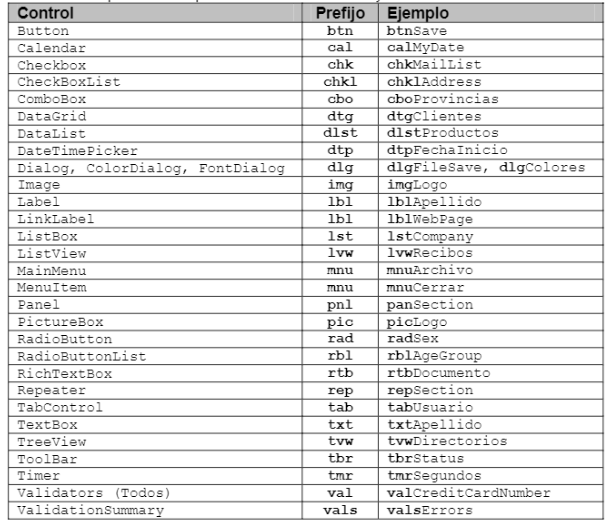 Control Prefijo Ejemplo
Button btn btnSave
Calendar cal calMyDate
Checkbox chk chkMailList
CheckBoxList chkl chklAddress
ComboBox cbo cboProvincias
DataGrid dtg dtgClientes
DataList dlst dlstProductos
DateTimePicker dtp dtpFechaInicio
Dialog, ColorDialog, FontDialog dlg dlgFileSave, dlgColores
Image img imgLogo
Label lbl lblApellido
LinkLabel lbl lblWebPage
ListBox lst lstCompany
ListView lvw lvwRecibos
MainMenu mnu mnuArchivo
MenuItem mnu mnuCerrar
Panel pnl panSection
PictureBox pic picLogo
RadioButton rad radSex
RadioButtonList rbl rblAgeGroup
RichTextBox rtb rtbDocumento
Repeater rep repSection
TabControl tab tabUsuario
TextBox txt txtApellido
TreeView tvw tvwDirectorios
ToolBar tbr tbrStatus
Timer tmr tmrSegundos
Validators (Todos) val valCreditCardNumber
ValidationSummary vals valsErrors